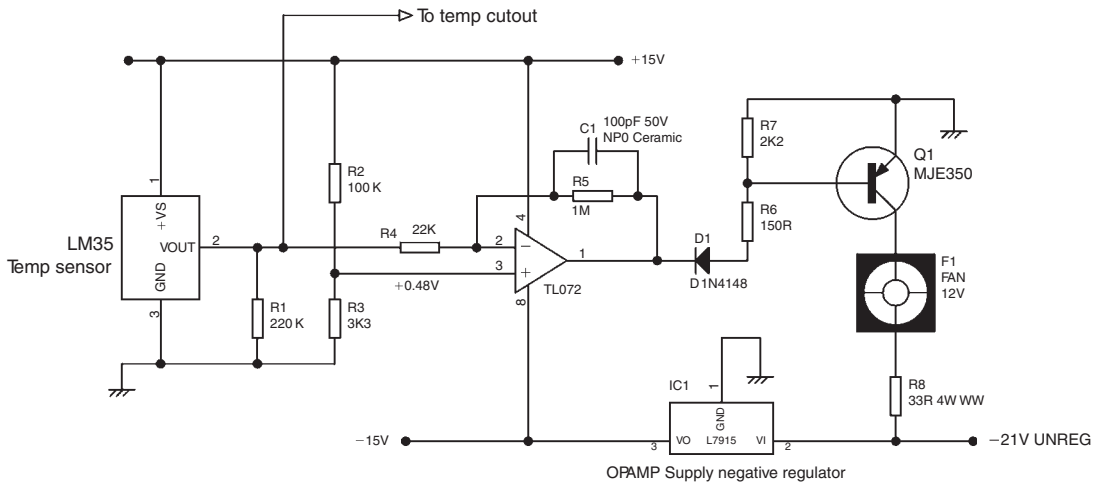 To temp cutout
+15V
C1
100pF 50V
NP0 Ceramic
R7
2K2
Q1
MJE350
R2
100 K
R5
1M
1
+VS
4
R6
150R
LM35
Temp sensor
VOUT
2
R4
22K
2
−
1
D1
D1N4148
GND
3
+
+0.48V
TL072
8
F1
FAN
12V
3
R1
220 K
R3
3K3
IC1
1
GND
R8
33R 4W WW
−15V
3
VO
L7915
VI
2
−21V UNREG
OPAMP Supply negative regulator